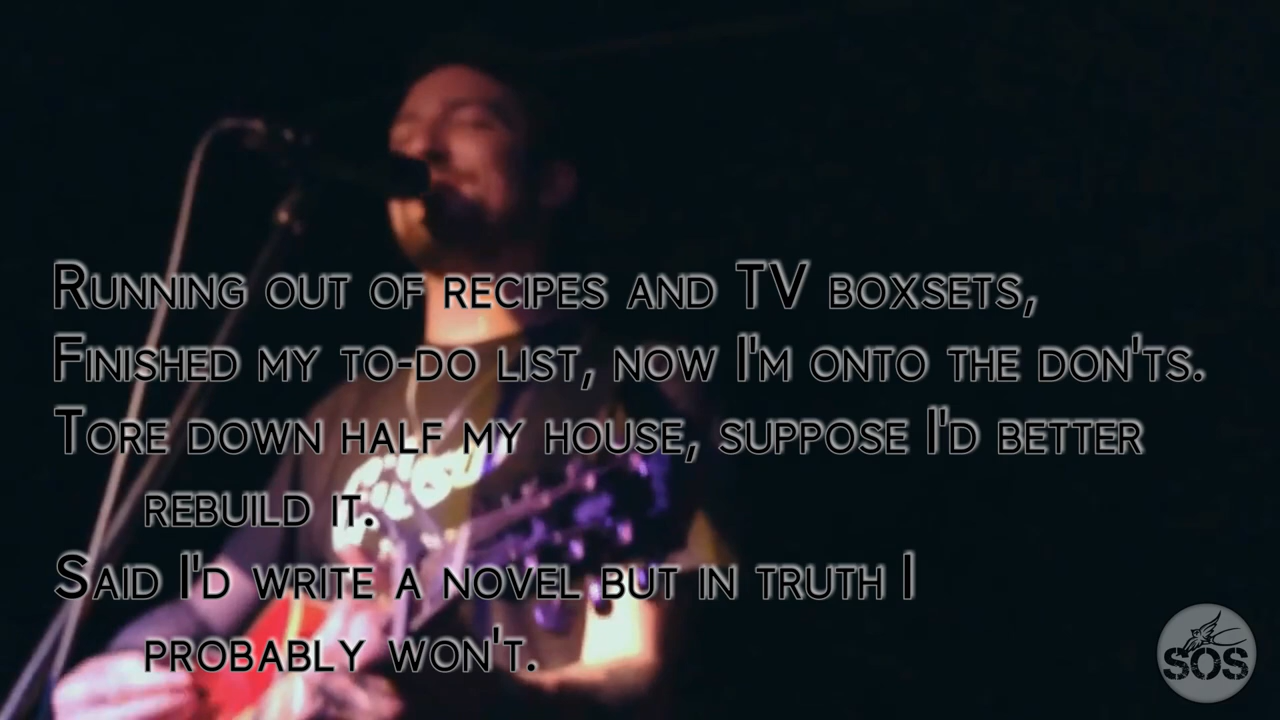 Running out of recipes and TV boxsets,
Finished my to-do list, now I'm onto the don'ts.
Tore down half my house, suppose I'd better
rebuild it.
Said I'd write a novel but in truth I
probably won't.
SOS